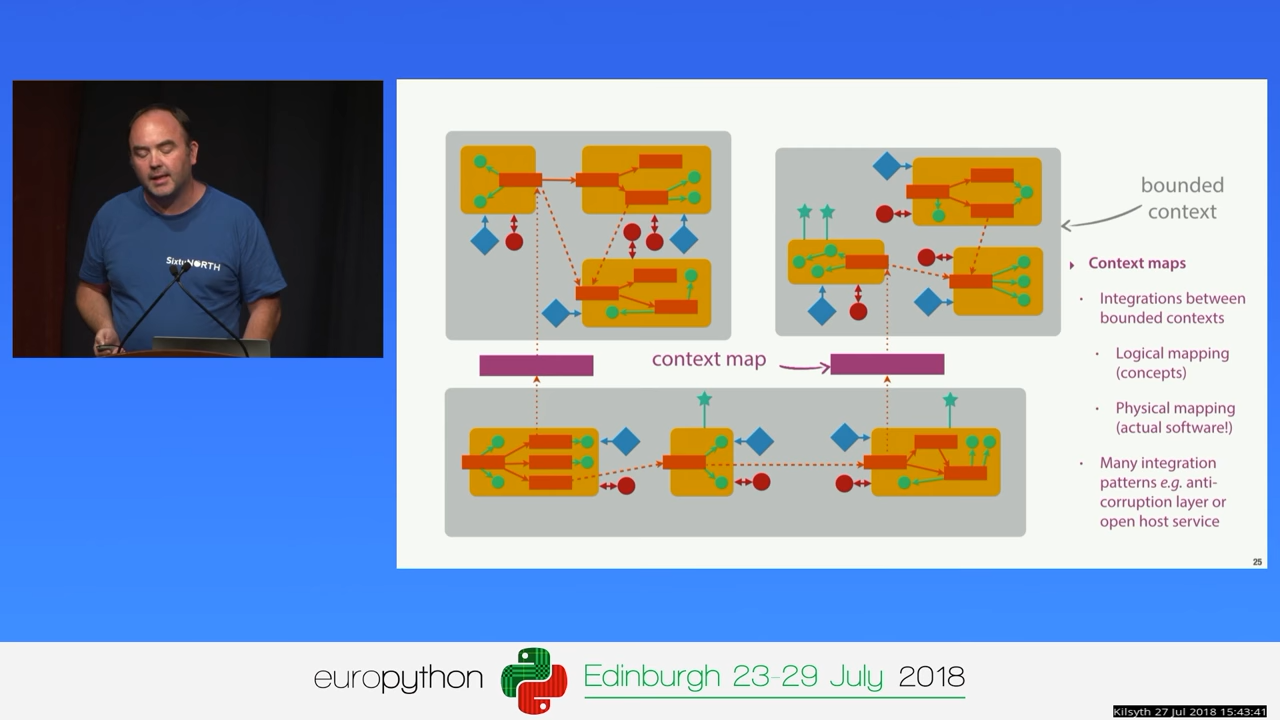 SixtyNORTH
bounded
context
Context maps
Integrations between
bounded contexts
Logical mapping
(concepts)
context map
Physical mapping
(actual software!)
Many integration
patterns e.g. anti-
corruption layer or
open host service
25
europython
Edinburgh 23-29 July 2018
Kilsyth 27 Jul 2018 15:43:41